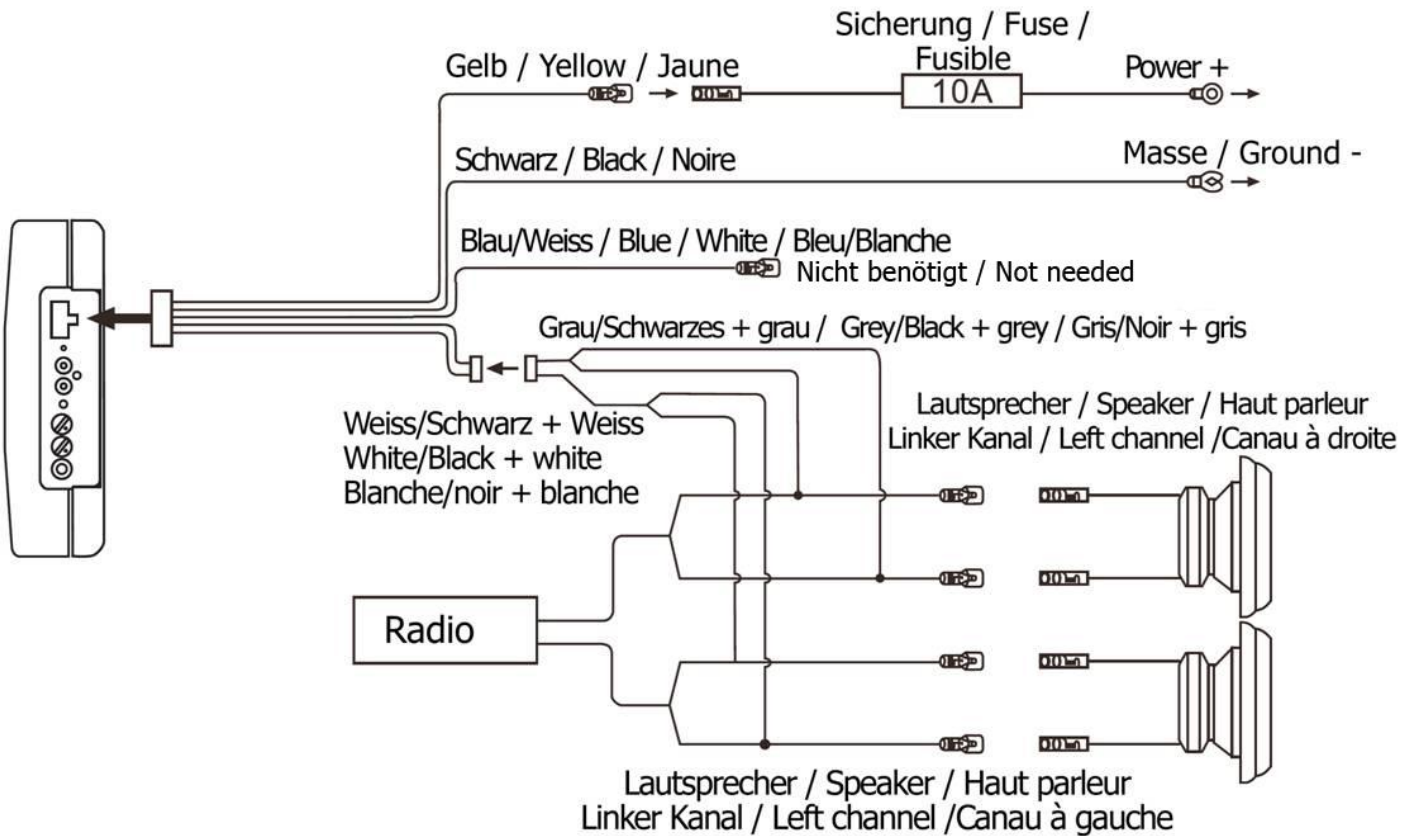 Sicherung / Fuse /
Fusible
10A
Gelb / Yellow / Jaune
Power +
Schwarz / Black / Noire
Masse / Ground -
Blau/Weiss / Blue / White / Bleu/Blanche
Nicht benötigt / Not needed
Grau/Schwarzes + grau / Grey/Black + grey / Gris/Noir + gris
Weiss/Schwarz + Weiss
White/Black + white
Blanche/noir + blanche
Lautsprecher / Speaker / Haut parleur
Linker Kanal / Left channel /Canau à droite
Radio
Lautsprecher / Speaker / Haut parleur
Linker Kanal / Left channel /Canau à gauche